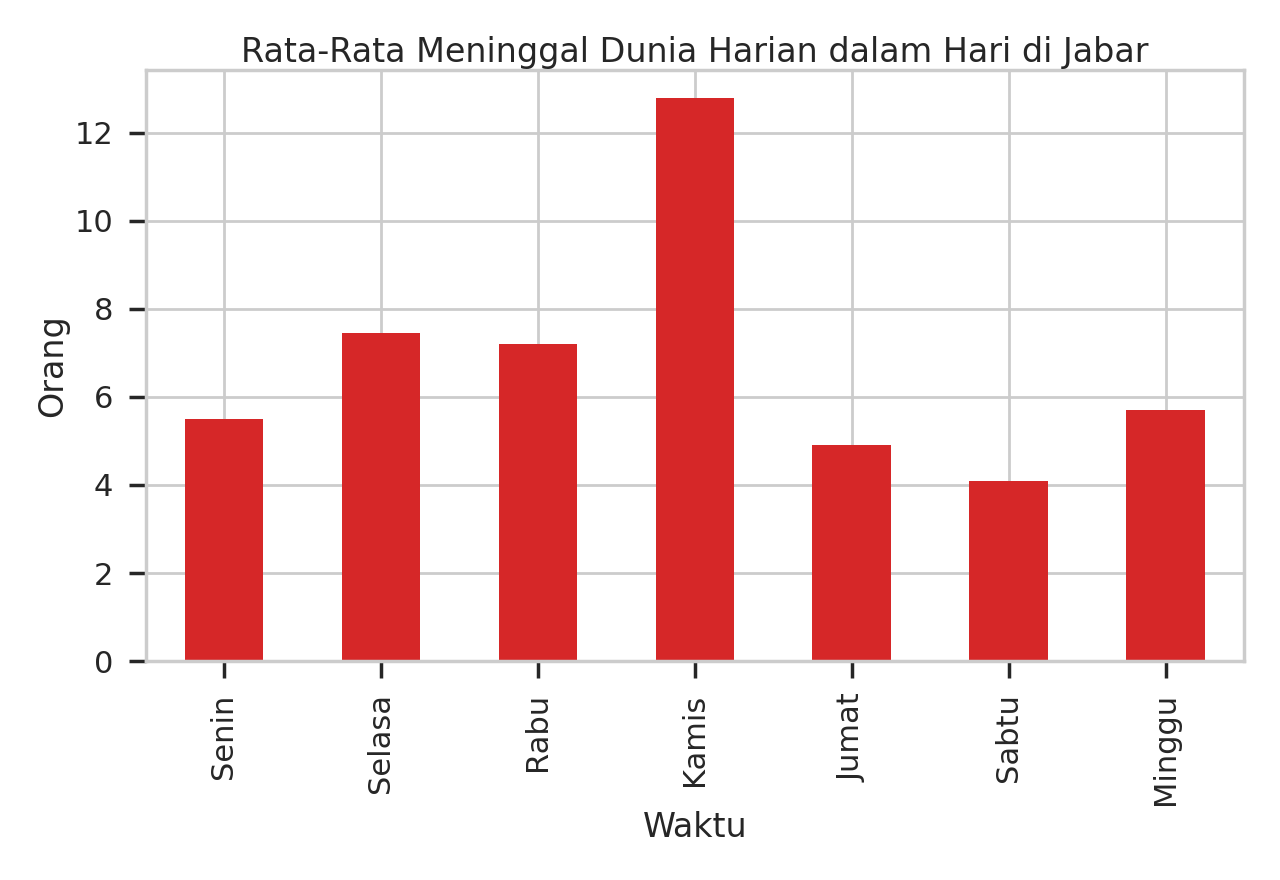 Rata-Rata Meninggal Dunia Harian dalam Hari di Jabar
12
10
8
6
4
2
0
Orang
Senin
Selasa
Rabu
Kamis
Jumat
Sabtu
Minggu
Waktu